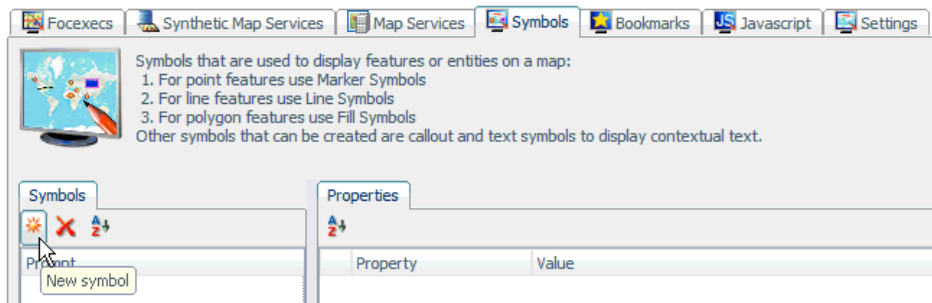 Focexecs Synthetic Map Services Map Services Symbols Bookmarks Javascript Settings
Symbols that are used to display features or entities on a map:
1. For point features use Marker Symbols
2. For line features use Line Symbols
3. For polygon features use Fill Symbols
Other symbols that can be created are callout and text symbols to display contextual text.
Symbols Properties
Prompt Property Value
New symbol